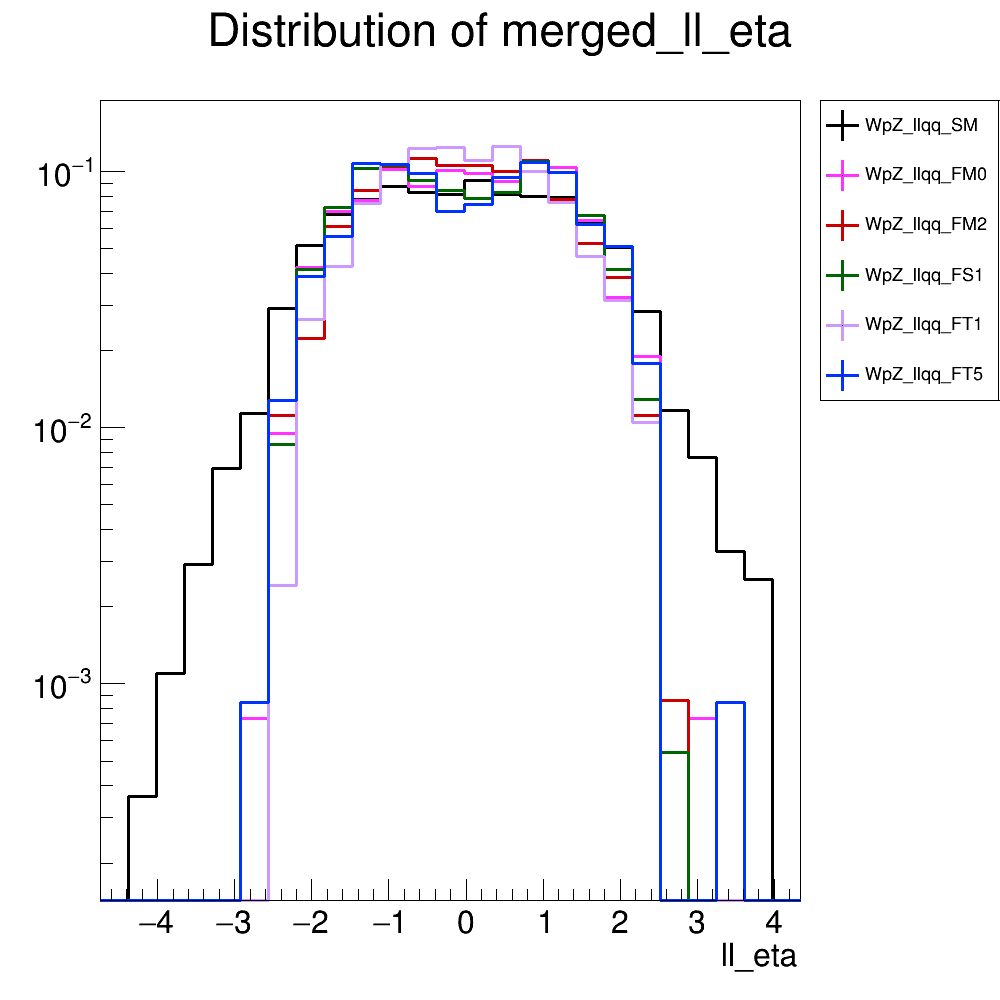 Distribution of merged_ll_eta
10⁻¹
10⁻²
10⁻³
−4 −3 −2 −1 0 1 2 3 4
ll_eta
WpZ_llqq_SM
WpZ_llqq_FM0
WpZ_llqq_FM2
WpZ_llqq_FS1
WpZ_llqq_FT1
WpZ_llqq_FT5